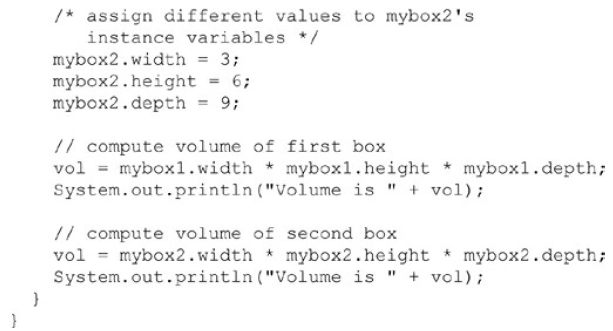 /* assign different values to mybox2's
instance variables */
mybox2.width = 3;
mybox2.height = 6;
mybox2.depth = 9;
// compute volume of first box
vol = mybox1.width * mybox1.height * mybox1.depth;
System.out.println("Volume is " + vol);
// compute volume of second box
vol = mybox2.width * mybox2.height * mybox2.depth;
System.out.println("Volume is " + vol);
}
}